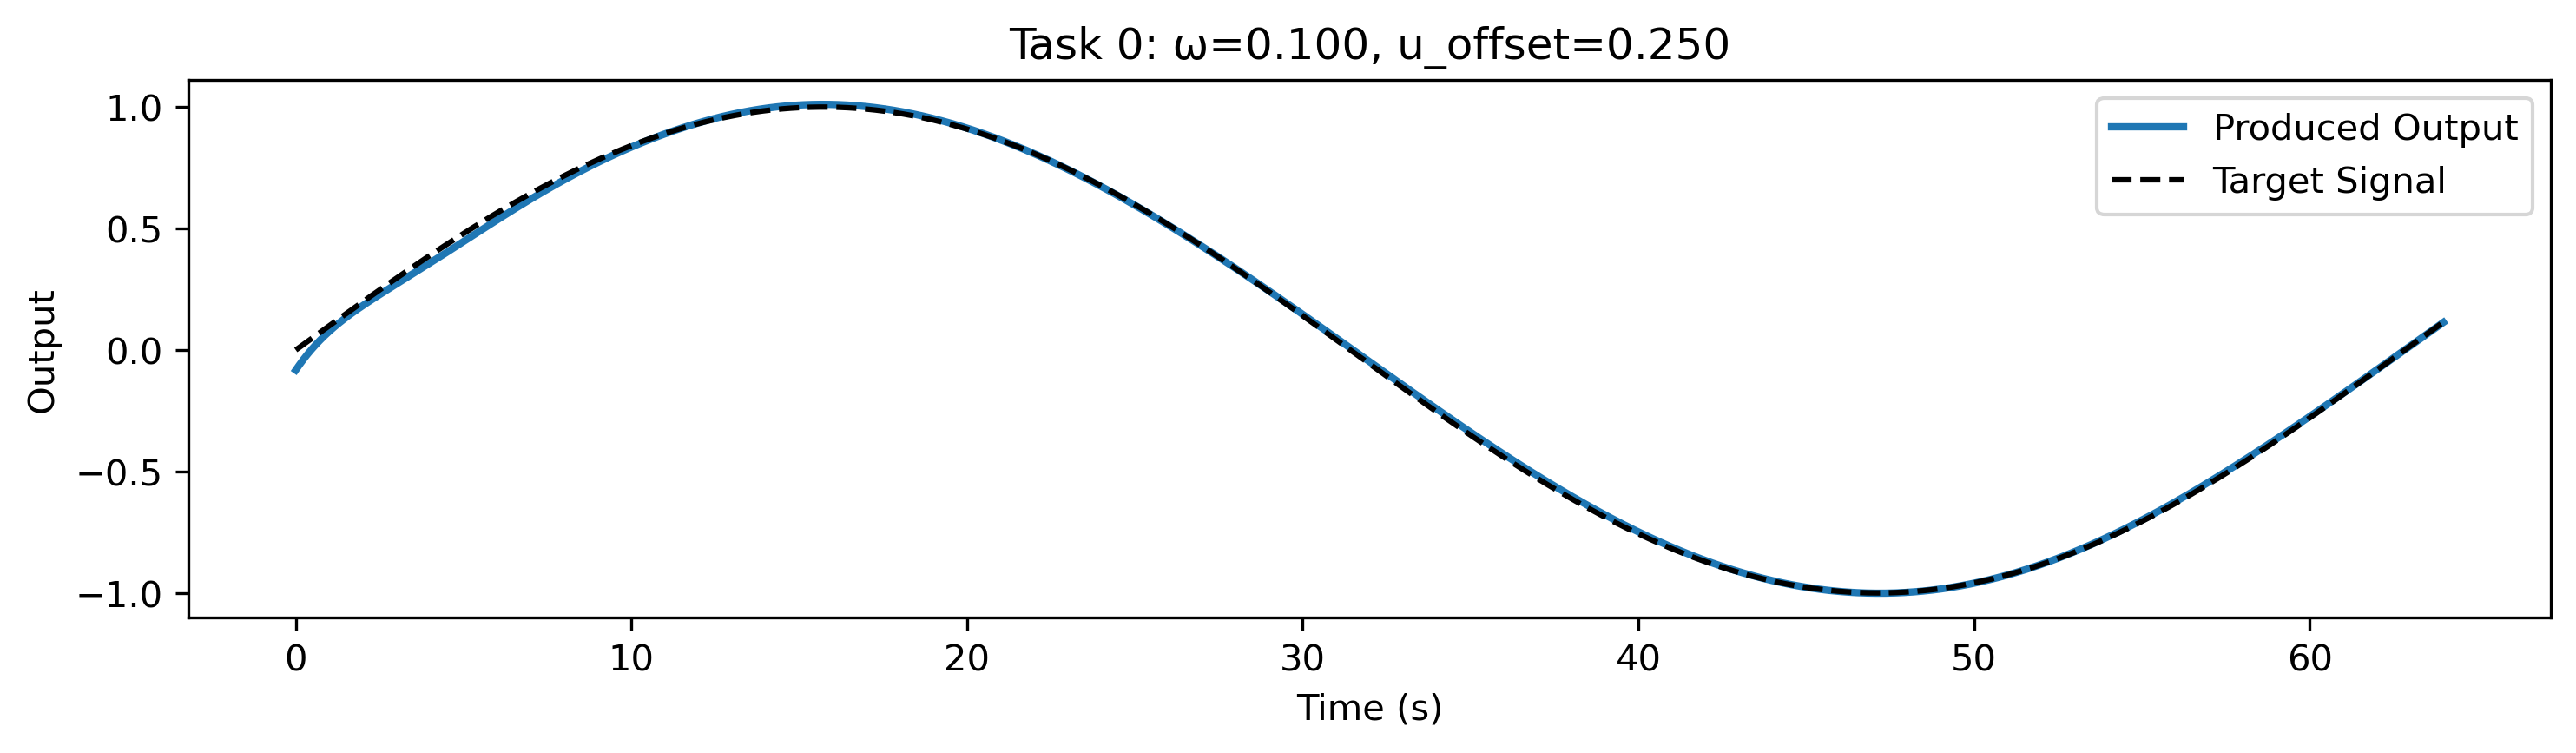 Task 0: ω=0.100, u_offset=0.250
Produced Output
Target Signal
Output
1.0
0.5
0.0
−0.5
−1.0
0 10 20 30 40 50 60
Time (s)